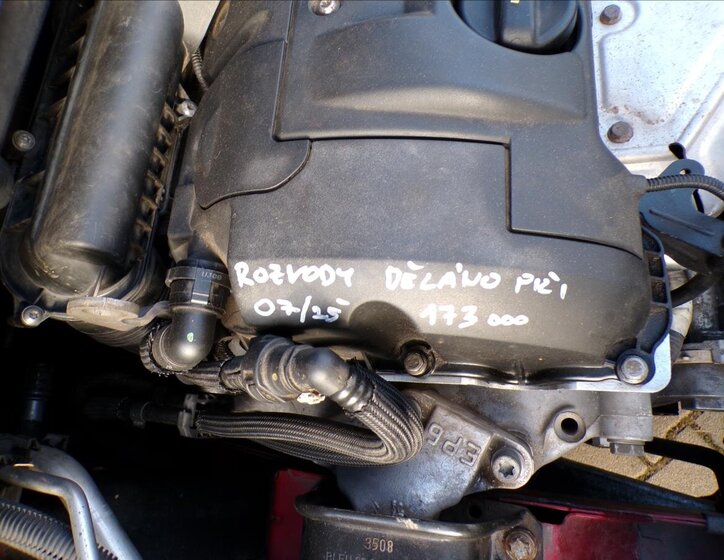 ROZVODY DĚLÁNO PŘI
07/25 173 000
EP6
3508